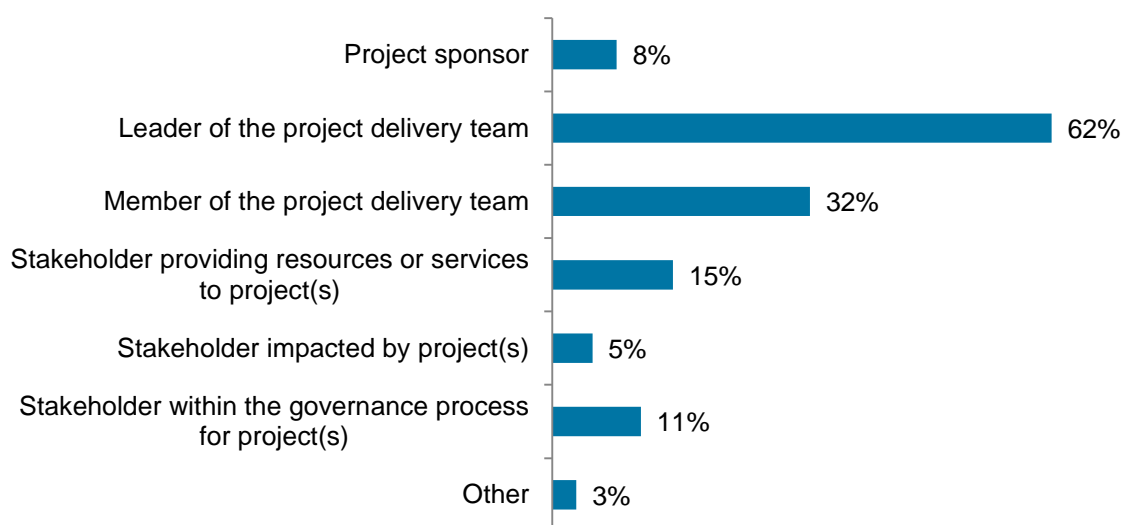 Project sponsor 8%
Leader of the project delivery team 62%
Member of the project delivery team 32%
Stakeholder providing resources or services
to project(s) 15%
Stakeholder impacted by project(s) 5%
Stakeholder within the governance process
for project(s) 11%
Other 3%